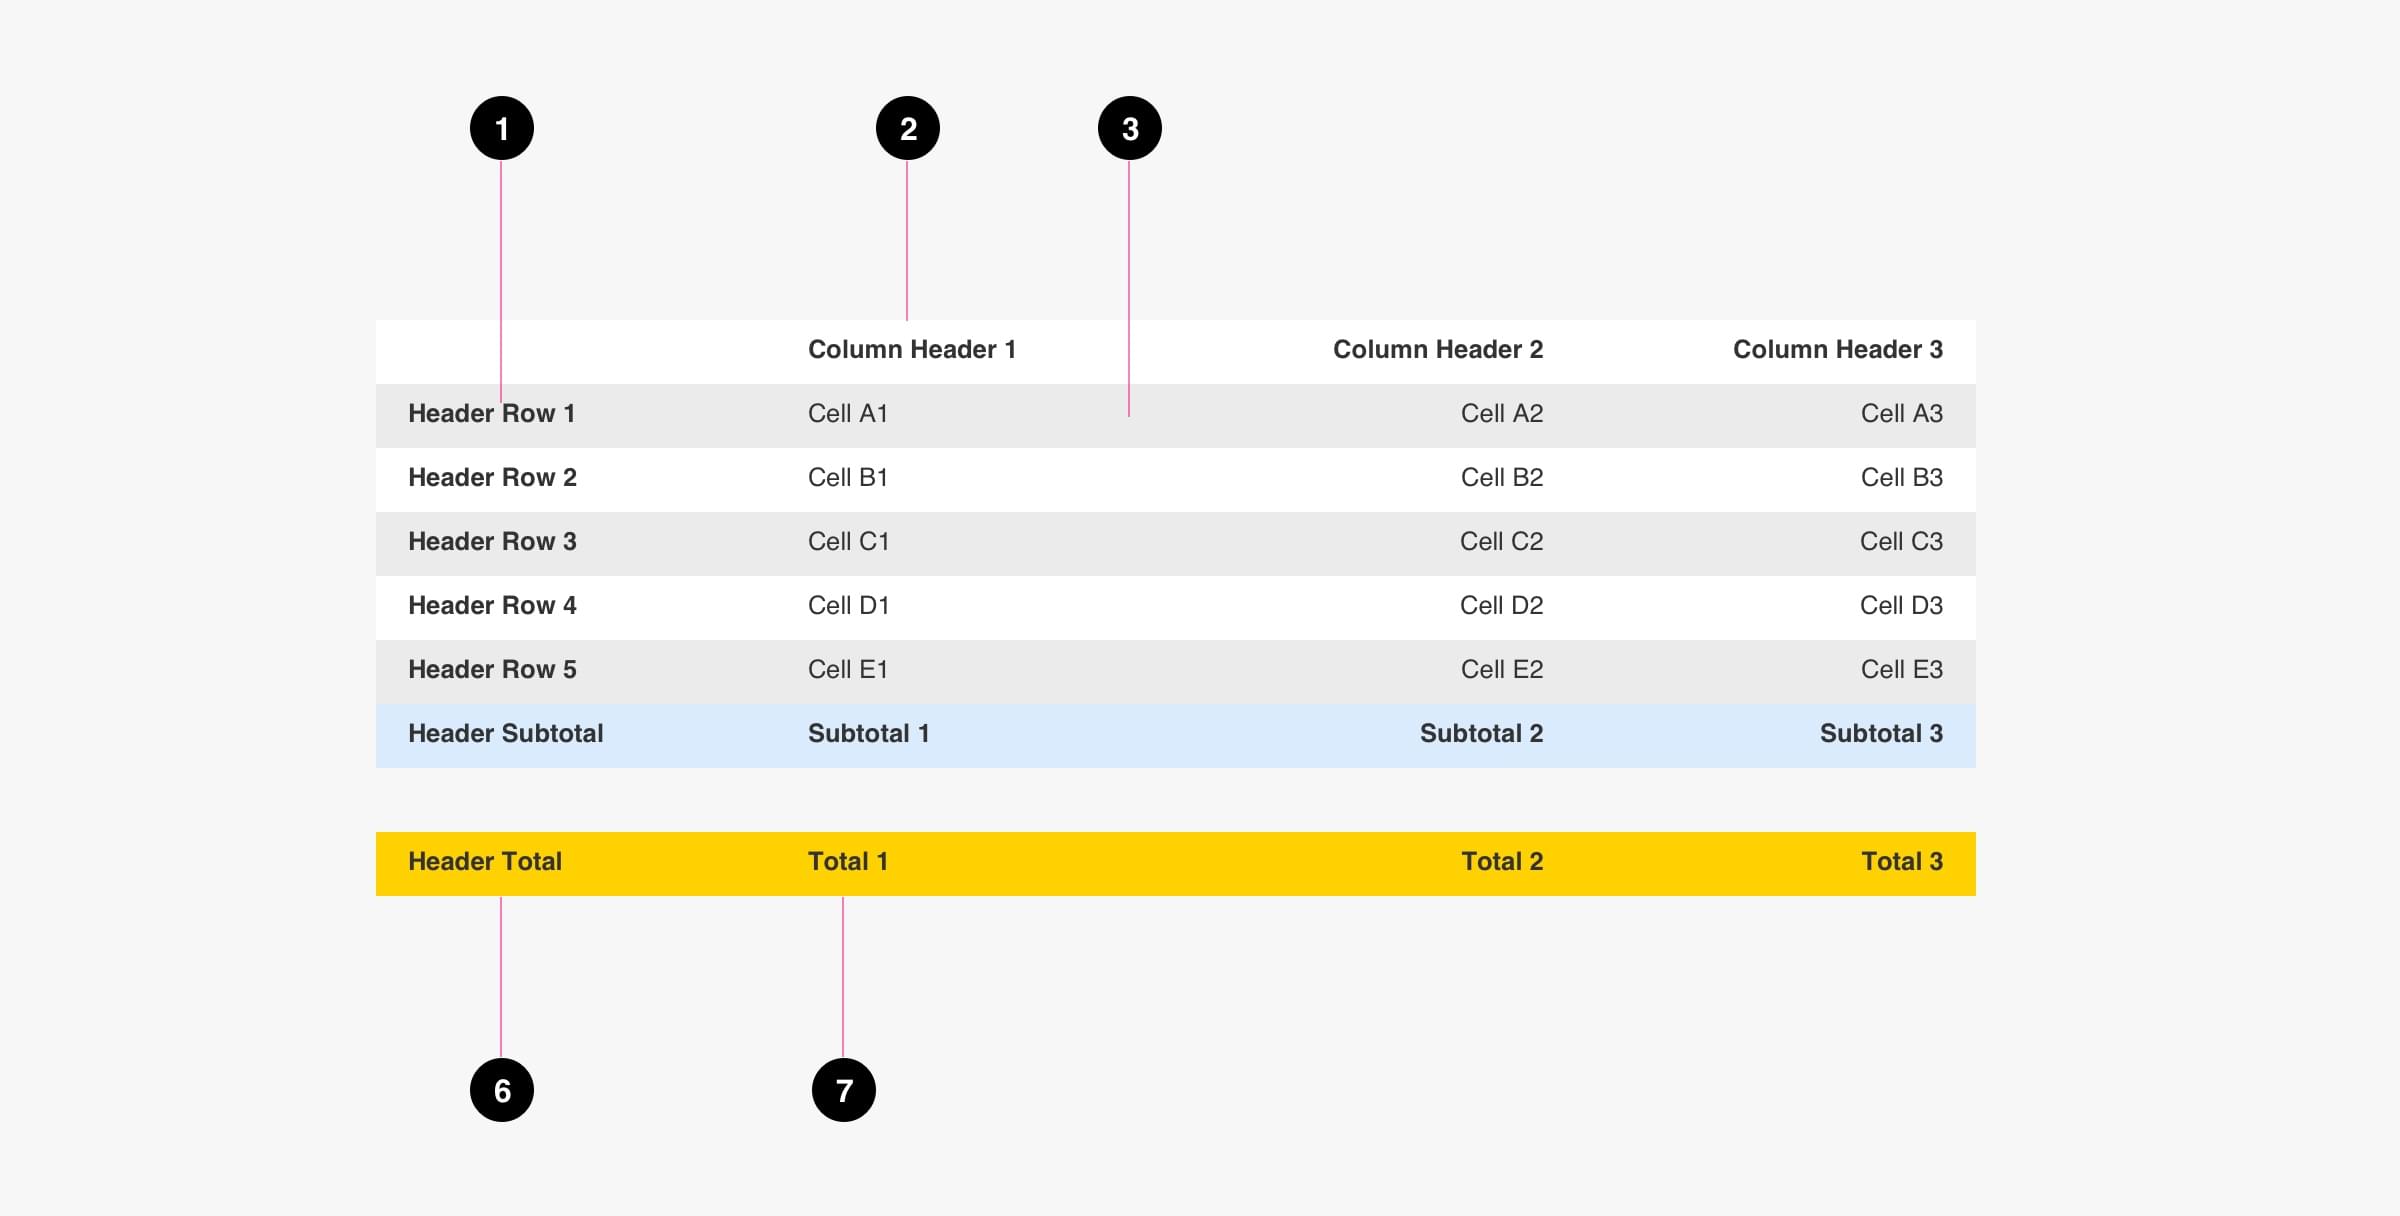 1 2 3
Column Header 1 Column Header 2 Column Header 3
Header Row 1 Cell A1 Cell A2 Cell A3
Header Row 2 Cell B1 Cell B2 Cell B3
Header Row 3 Cell C1 Cell C2 Cell C3
Header Row 4 Cell D1 Cell D2 Cell D3
Header Row 5 Cell E1 Cell E2 Cell E3
Header Subtotal Subtotal 1 Subtotal 2 Subtotal 3
Header Total Total 1 Total 2 Total 3
6 7